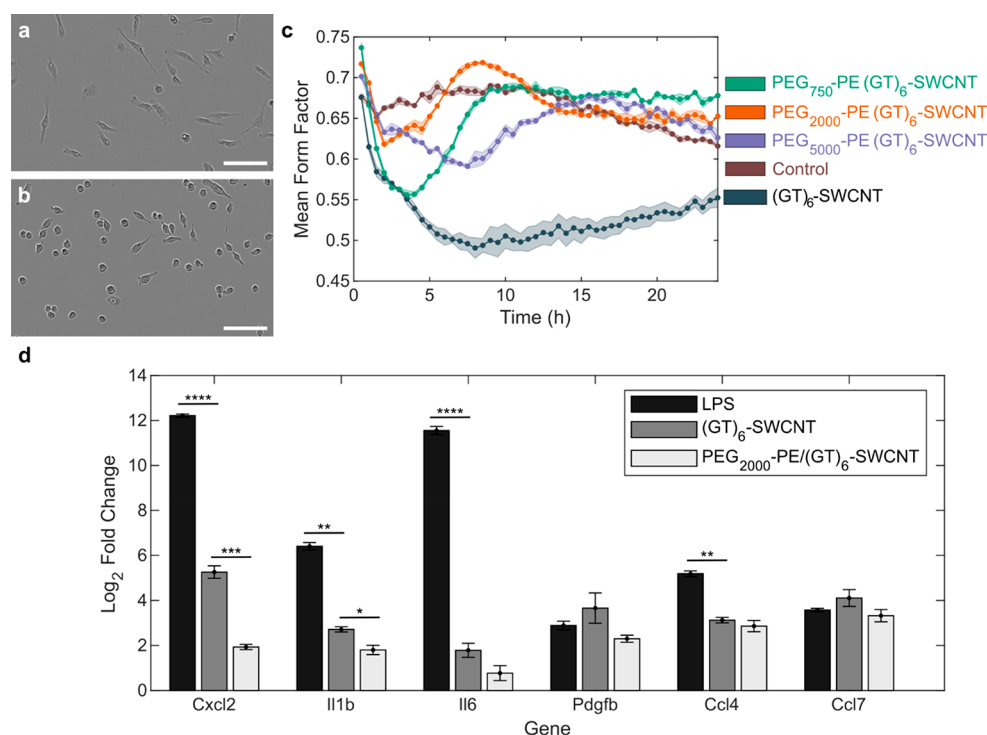 a
b
c
0.75
0.7
0.65
0.6
0.55
0.5
0.45
Mean Form Factor
0
5
10
15
20
Time (h)
PEG750-PE (GT)6-SWCNT
PEG2000-PE (GT)6-SWCNT
PEG5000-PE (GT)6-SWCNT
Control
(GT)6-SWCNT
d
14
12
10
8
6
4
2
0
Log2 Fold Change
****
***
**
*
****
**
LPS
(GT)6-SWCNT
PEG2000-PE/(GT)6-SWCNT
Cxcl2
Il1b
Il6
Pdgfb
Ccl4
Ccl7
Gene